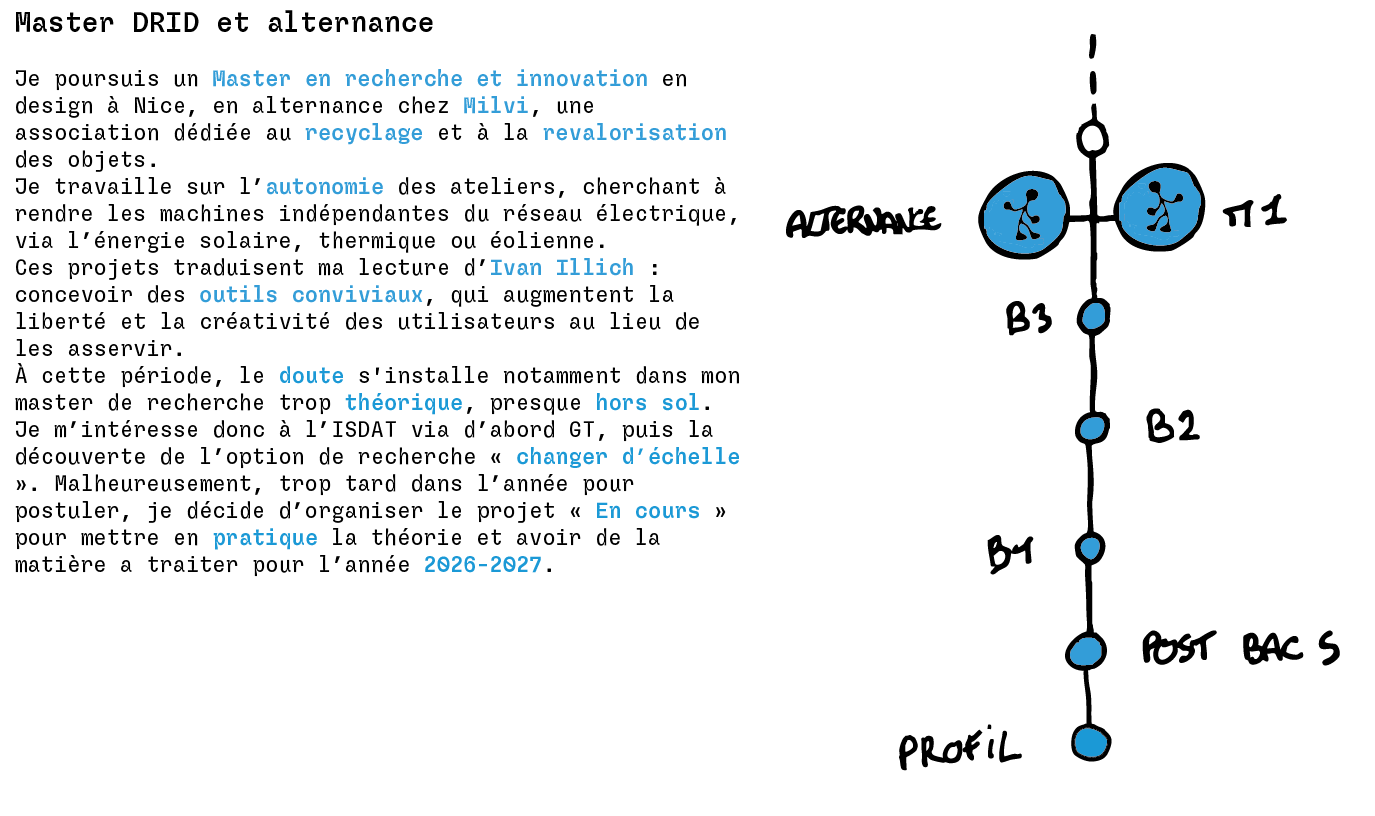 Master DRID et alternance
Je poursuis un Master en recherche et innovation en
design à Nice, en alternance chez Milvi, une
association dédiée au recyclage et à la revalorisation
des objets.
Je travaille sur l’autonomie des ateliers, cherchant à
rendre les machines indépendantes du réseau électrique,
via l’énergie solaire, thermique ou éolienne.
Ces projets traduisent ma lecture d’Ivan Illich :
concevoir des outils conviviaux, qui augmentent la
liberté et la créativité des utilisateurs au lieu de
les asservir.
À cette période, le doute s'installe notamment dans mon
master de recherche trop théorique, presque hors sol.
Je m’intéresse donc à l’ISDAT via d’abord GT, puis la
découverte de l’option de recherche « changer d’échelle
». Malheureusement, trop tard dans l’année pour
postuler, je décide d’organiser le projet « En cours »
pour mettre en pratique la théorie et avoir de la
matière a traiter pour l’année 2026-2027.
ALTERNANCE
M1
B3
B2
B1
POST BAC S
PROFiL